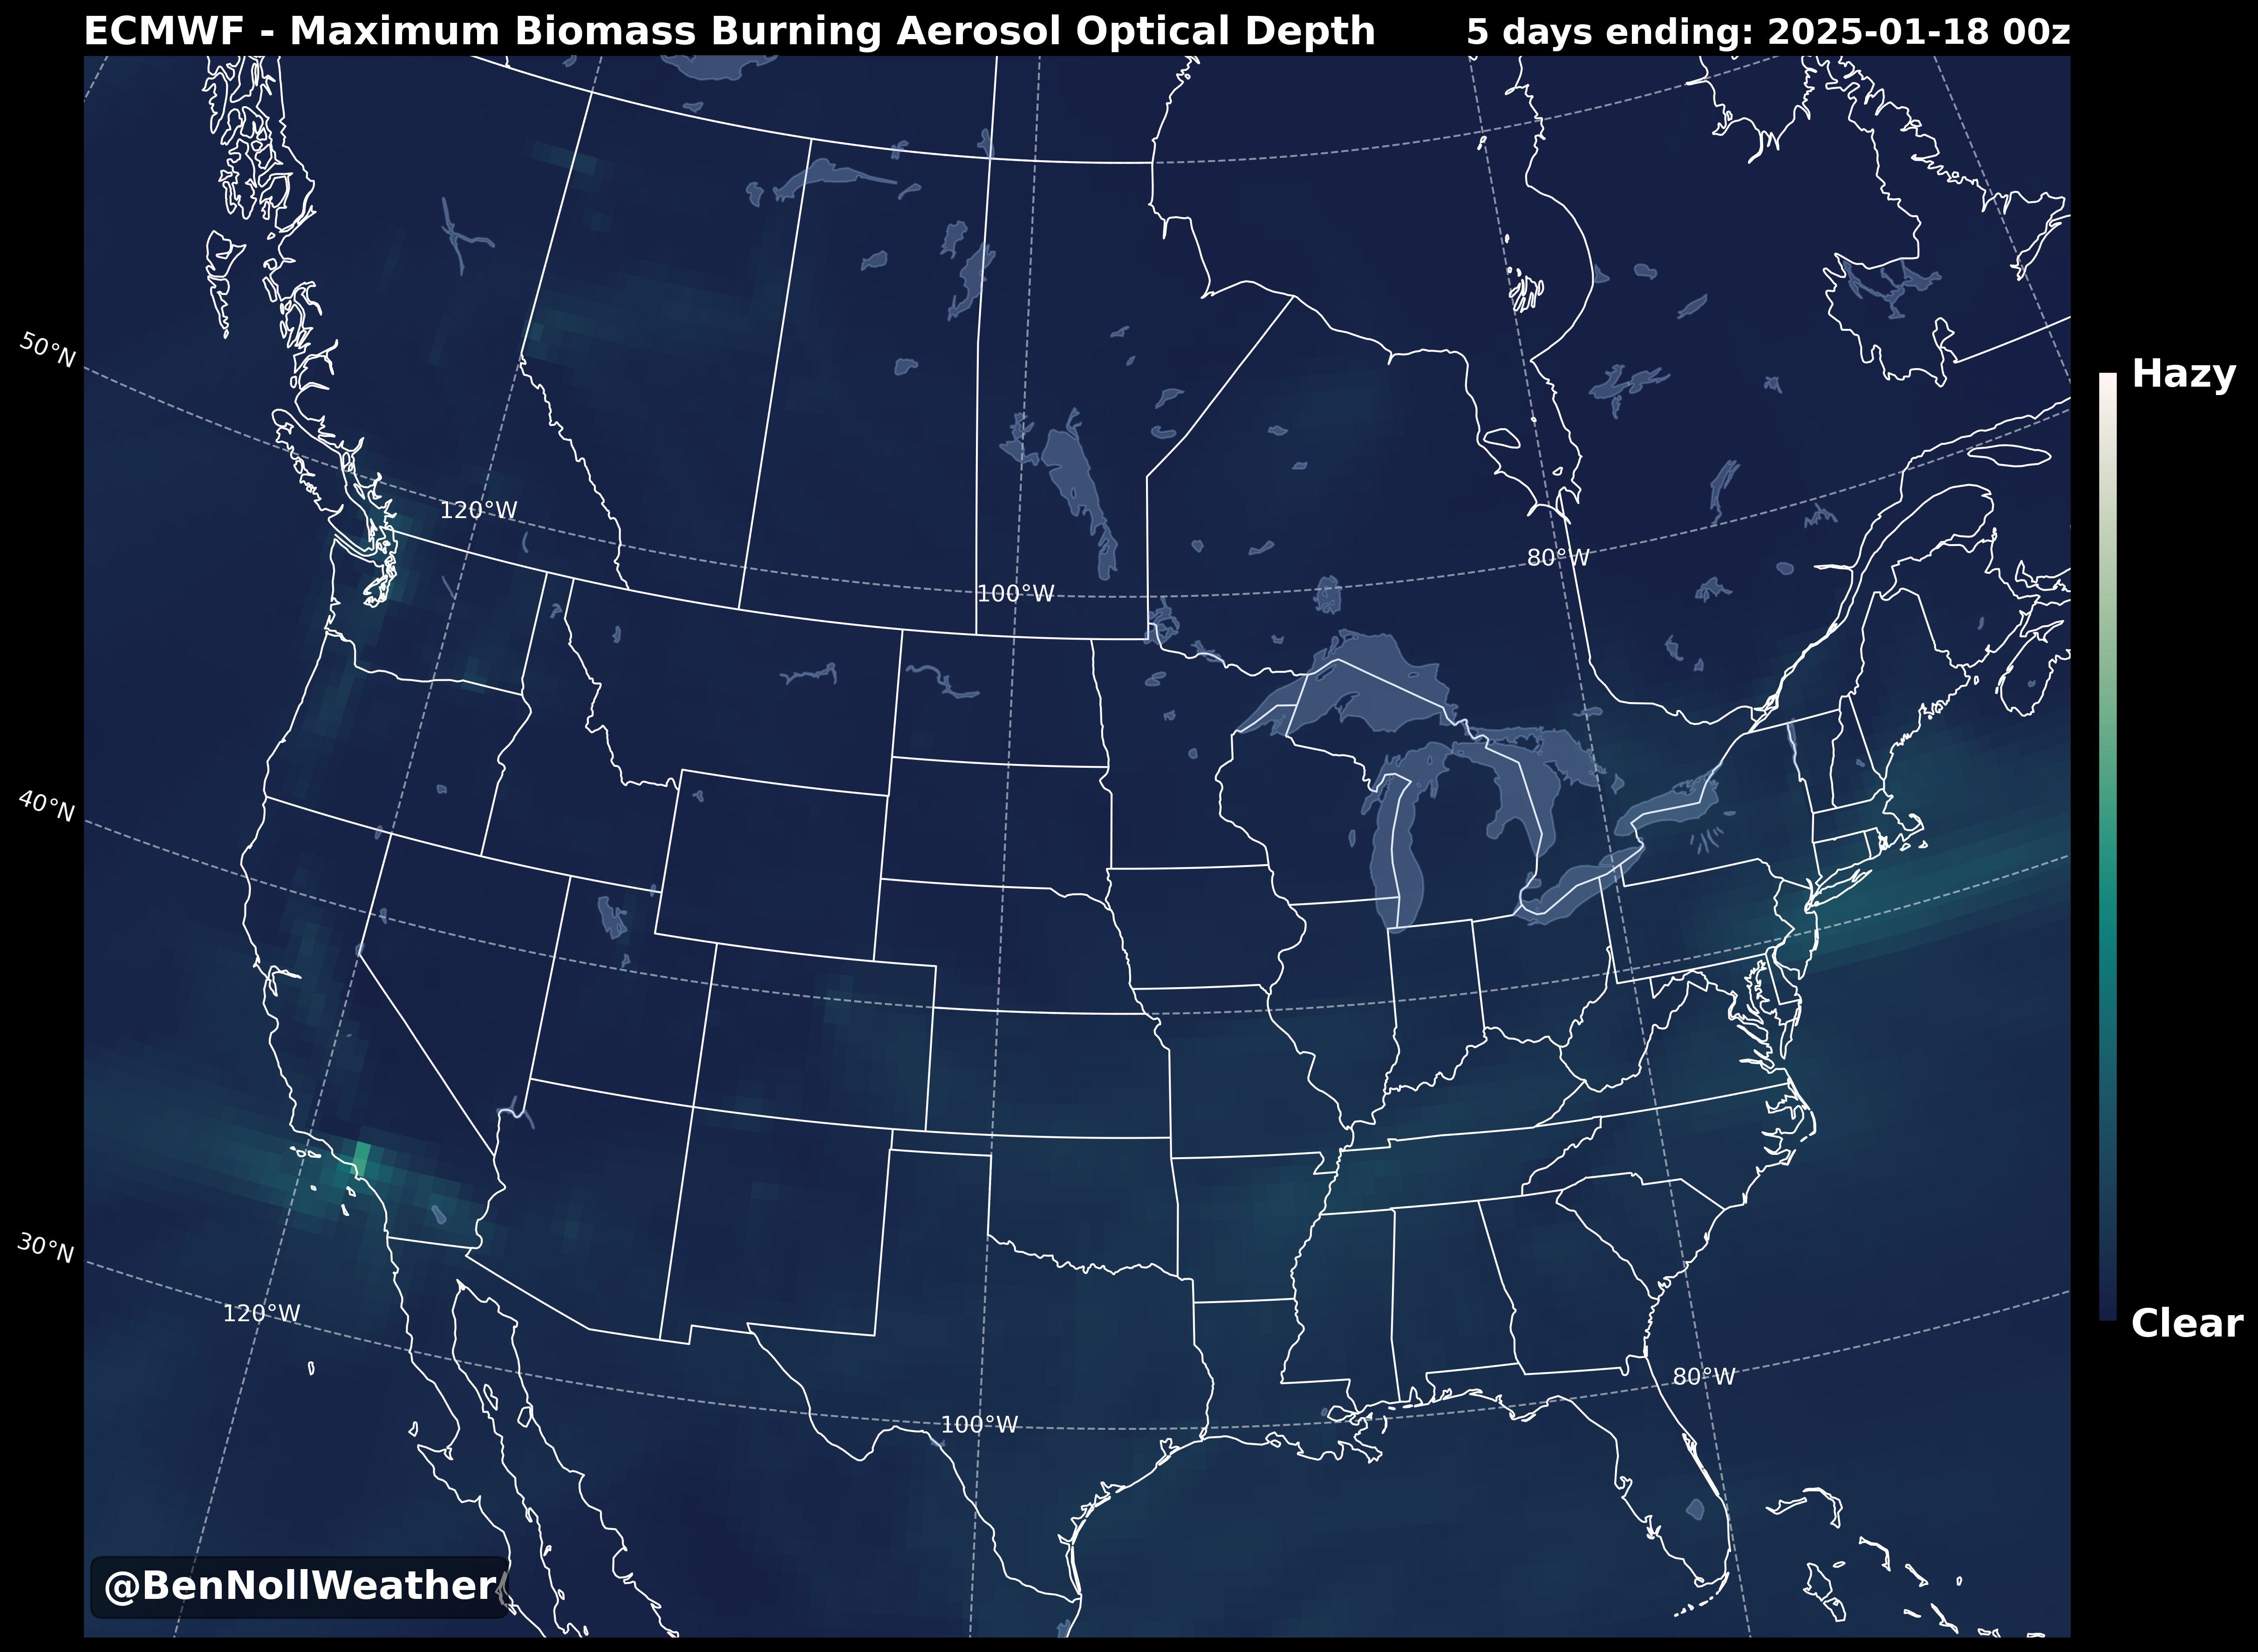 ECMWF - Maximum Biomass Burning Aerosol Optical Depth
5 days ending: 2025-01-18 00z
50°N
Hazy
120°W
80°W
100°W
40°N
30°N
120°W
Clear
80°W
100°W
@BenNollWeather